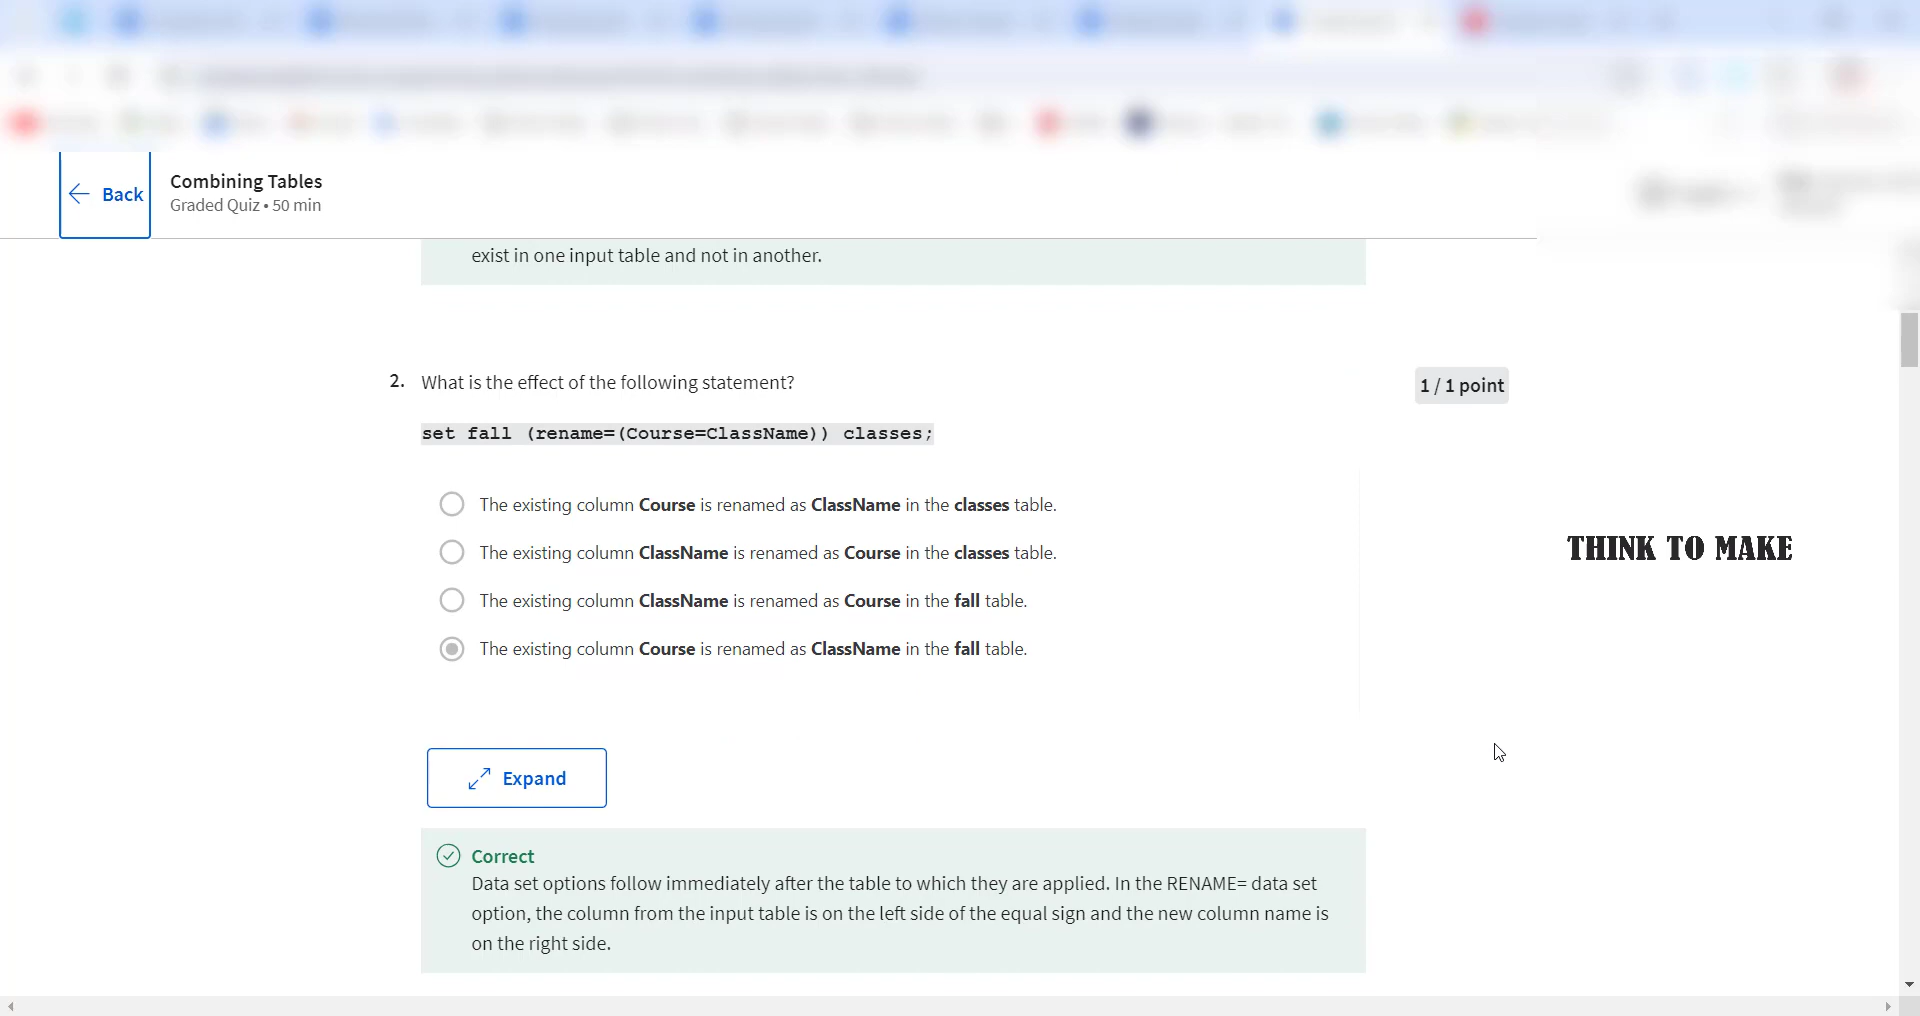 Back
Combining Tables
Graded Quiz • 50 min
exist in one input table and not in another.
2. What is the effect of the following statement?
1 / 1 point
set fall (rename=(Course=ClassName)) classes;
The existing column Course is renamed as ClassName in the classes table.
The existing column ClassName is renamed as Course in the classes table.
THINK TO MAKE
The existing column ClassName is renamed as Course in the fall table.
The existing column Course is renamed as ClassName in the fall table.
Expand
Correct
Data set options follow immediately after the table to which they are applied. In the RENAME= data set
option, the column from the input table is on the left side of the equal sign and the new column name is
on the right side.